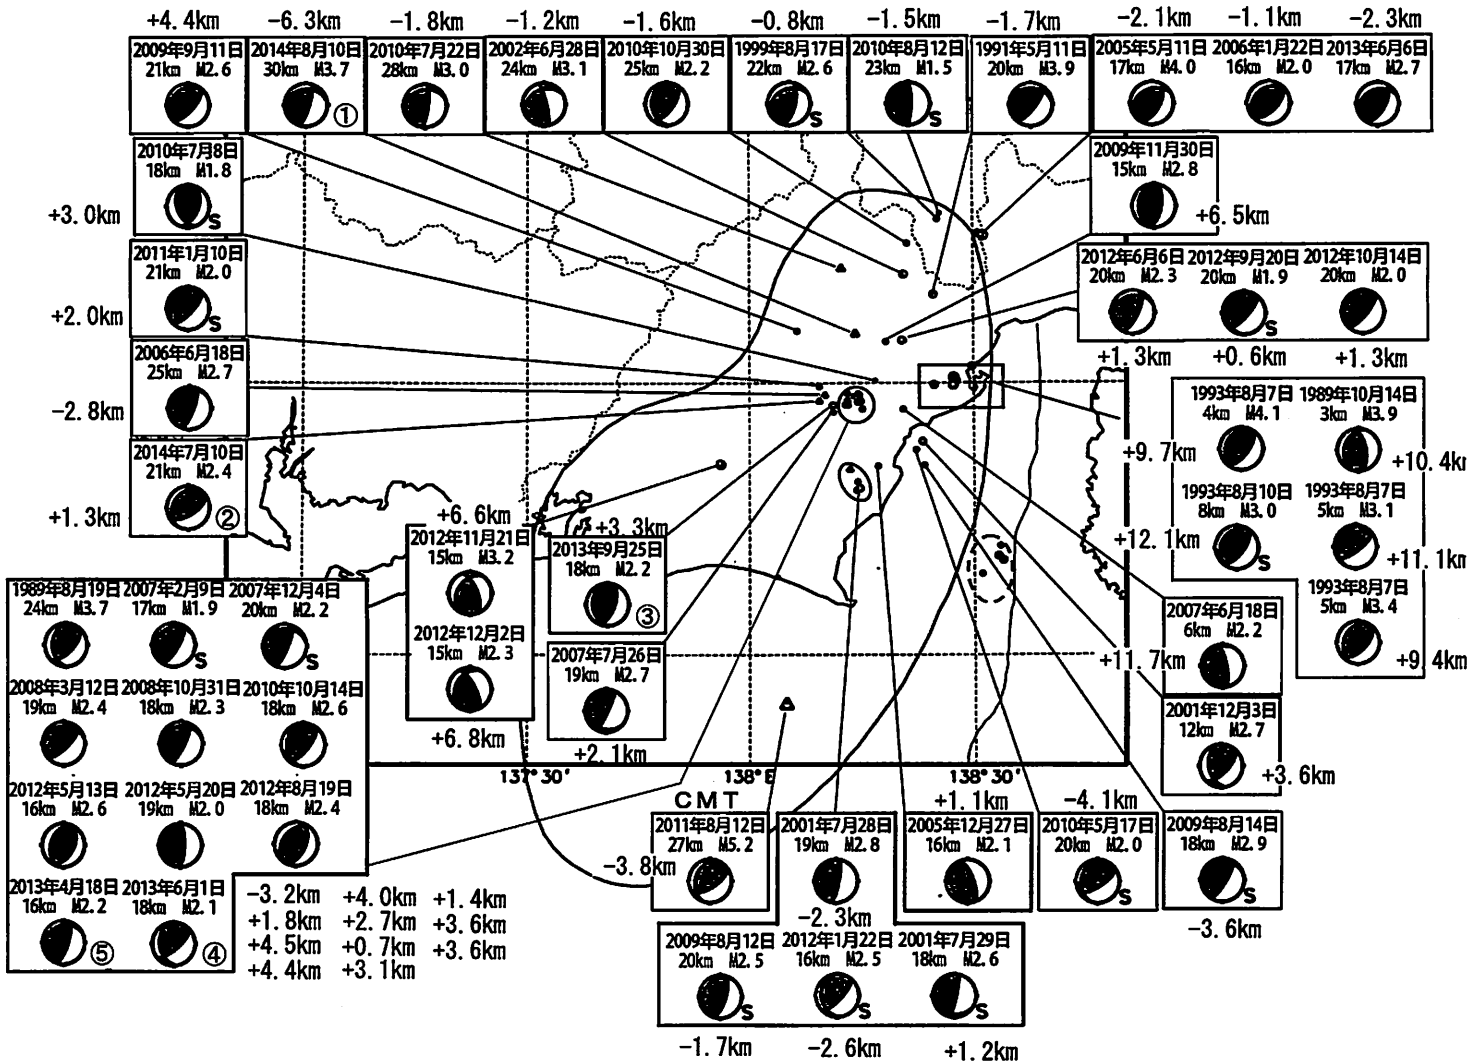 +4.4km -6.3km -1.8km -1.2km -1.6km -0.8km -1.5km -1.7km -2.1km -1.1km -2.3km
2009年9月11日 2014年8月10日 2010年7月22日 2002年6月28日 2010年10月30日 1999年8月17日 2010年8月12日 1991年5月11日 2005年5月11日 2006年1月22日 2013年6月6日
21km M2.6 30km M3.7 28km M3.0 24km M3.1 25km M2.2 22km M2.6 23km M1.5 20km M3.9 17km M4.0 16km M2.0 17km M2.7
① S S
2010年7月8日
18km M1.8
S
+3.0km
2009年11月30日
15km M2.8
+6.5km
2011年1月10日
21km M2.0
S
+2.0km
2012年6月6日 2012年9月20日 2012年10月14日
20km M2.3 20km M1.9 20km M2.0
S
+1.3km +0.6km +1.3km
2006年6月18日
25km M2.7
-2.8km
2014年7月10日
21km M2.4
②
+1.3km
1993年8月7日 1989年10月14日
4km M4.1 3km M3.9
+9.7km +10.4km
1993年8月10日 1993年8月7日
8km M3.0 5km M3.1
S
+12.1km +11.1km
1993年8月7日
5km M3.4
+9.4km
+6.6km
2012年11月21日
15km M3.2
2012年12月2日
15km M2.3
+6.8km
+3.3km
2013年9月25日
18km M2.2
③
2007年7月26日
19km M2.7
+2.1km
2007年6月18日
6km M2.2
+11.7km
2001年12月3日
12km M2.7
+3.6km
1989年8月19日 2007年2月9日 2007年12月4日
24km M3.7 17km M1.9 20km M2.2
S S
2008年3月12日 2008年10月31日 2010年10月14日
19km M2.4 18km M2.3 18km M2.6
2012年5月13日 2012年5月20日 2012年8月19日
16km M2.6 19km M2.0 18km M2.4
2013年4月18日 2013年6月1日
16km M2.2 18km M2.1
⑤ ④
-3.2km +4.0km +1.4km
+1.8km +2.7km +3.6km
+4.5km +0.7km +3.6km
+4.4km +3.1km
137°30′ 138°E 138°30′
CMT +1.1km -4.1km
2011年8月12日 2001年7月28日 2005年12月27日 2010年5月17日 2009年8月14日
27km M5.2 19km M2.8 16km M2.1 20km M2.0 18km M2.9
S S
-3.8km -2.3km -3.6km
2009年8月12日 2012年1月22日 2001年7月29日
20km M2.5 16km M2.5 18km M2.6
S S S
-1.7km -2.6km +1.2km